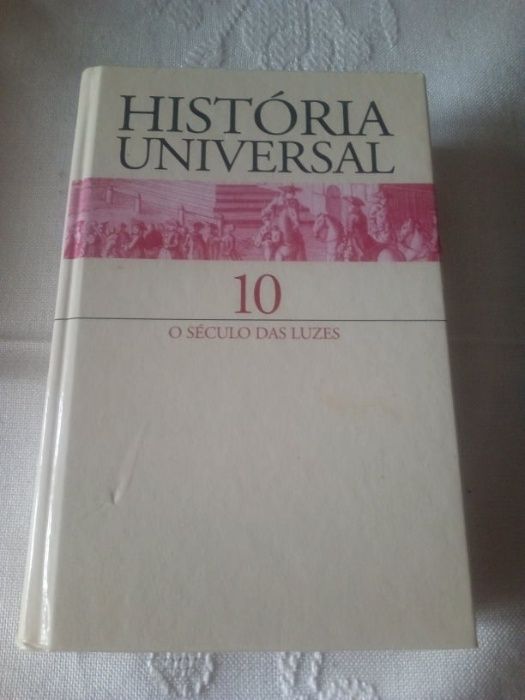 HISTÓRIA
UNIVERSAL
10
O SÉCULO DAS LUZES